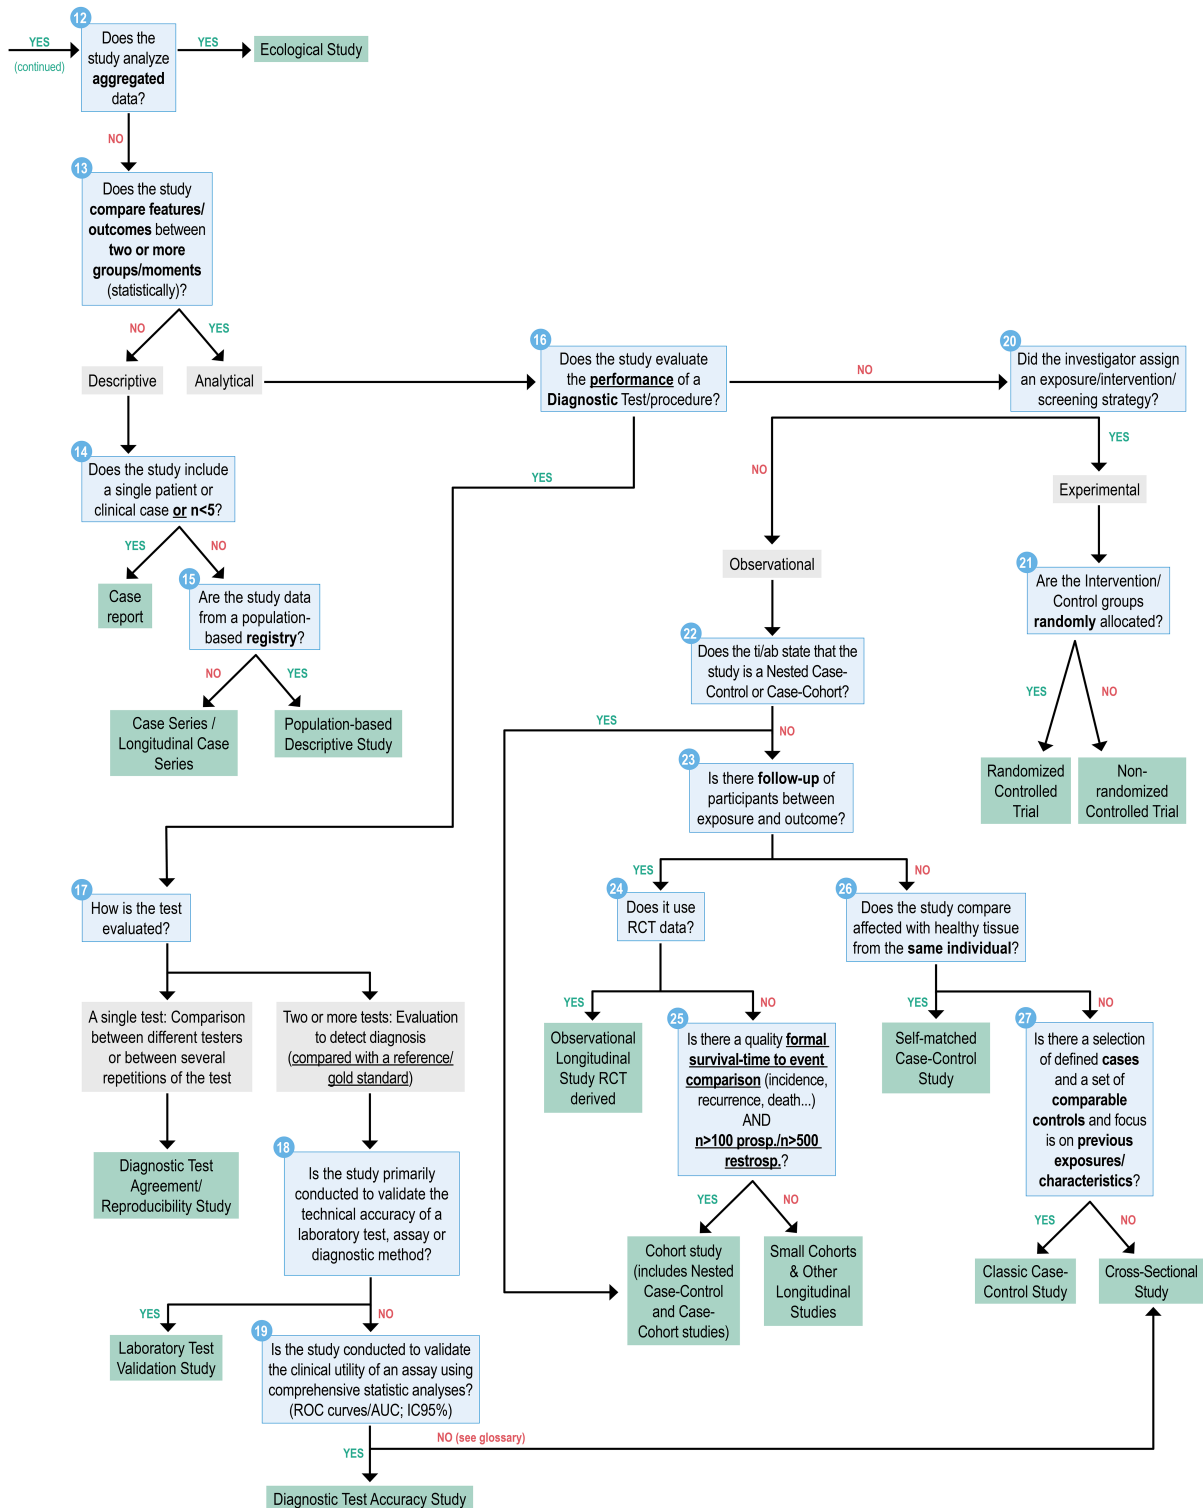 12
YES
(continued)
Does the
study analyze
aggregated
data?
YES
Ecological Study
NO
13
Does the study
compare features/
outcomes between
two or more
groups/moments
(statistically)?
NO
YES
Descriptive
Analytical
16
Does the study evaluate
the performance of a
Diagnostic Test/procedure?
NO
20
Did the investigator assign
an exposure/intervention/
screening strategy?
14
Does the study include
a single patient or
clinical case or n<5?
YES
NO
Case
report
15
Are the study data
from a population-
based registry?
NO
YES
Case Series /
Longitudinal Case
Series
Population-based
Descriptive Study
YES
NO
YES
Observational
Experimental
21
Are the Intervention/
Control groups
randomly allocated?
YES
NO
Randomized
Controlled
Trial
Non-
randomized
Controlled Trial
22
Does the ti/ab state that the
study is a Nested Case-
Control or Case-Cohort?
YES
NO
23
Is there follow-up of
participants between
exposure and outcome?
YES
NO
24
Does it use
RCT data?
26
Does the study compare
affected with healthy tissue
from the same individual?
YES
NO
YES
NO
Observational
Longitudinal
Study RCT
derived
25
Is there a quality formal
survival-time to event
comparison (incidence,
recurrence, death...)
AND
n>100 prosp./n>500
restrosp.?
Self-matched
Case-Control
Study
27
Is there a selection
of defined cases
and a set of
comparable
controls and focus
is on previous
exposures/
characteristics?
YES
NO
YES
NO
Cohort study
(includes Nested
Case-Control
and Case-
Cohort studies)
Small Cohorts
& Other
Longitudinal
Studies
Classic Case-
Control Study
Cross-Sectional
Study
17
How is the test
evaluated?
A single test: Comparison
between different testers
or between several
repetitions of the test
Two or more tests: Evaluation
to detect diagnosis
(compared with a reference/
gold standard)
Diagnostic Test
Agreement/
Reproducibility Study
18
Is the study primarily
conducted to validate the
technical accuracy of a
laboratory test, assay or
diagnostic method?
YES
NO
Laboratory Test
Validation Study
19
Is the study conducted to validate
the clinical utility of an assay using
comprehensive statistic analyses?
(ROC curves/AUC; IC95%)
NO (see glossary)
YES
Diagnostic Test Accuracy Study